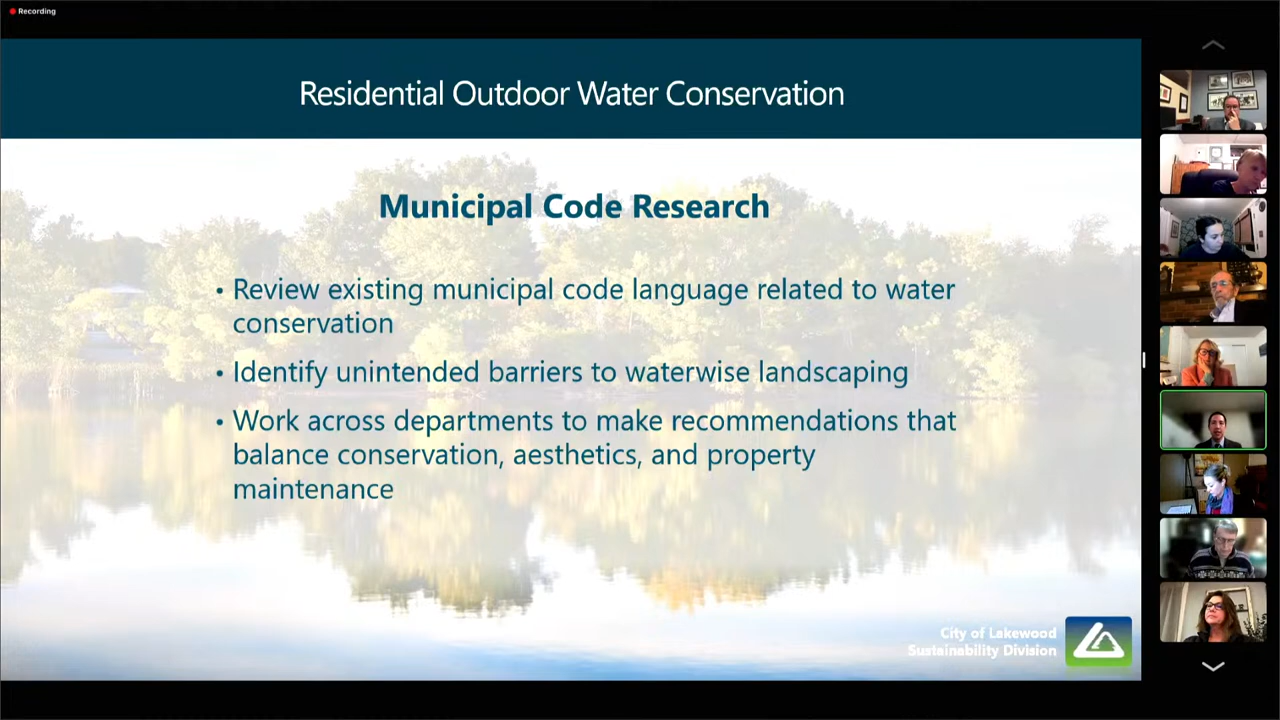 Recording
Residential Outdoor Water Conservation
Municipal Code Research
• Review existing municipal code language related to water
conservation
• Identify unintended barriers to waterwise landscaping
• Work across departments to make recommendations that
balance conservation, aesthetics, and property
maintenance
City of Lakewood
Sustainability Division